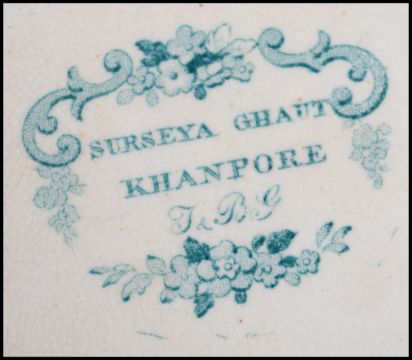 SURSEYA GHAUT
KHANPORE
T & B G